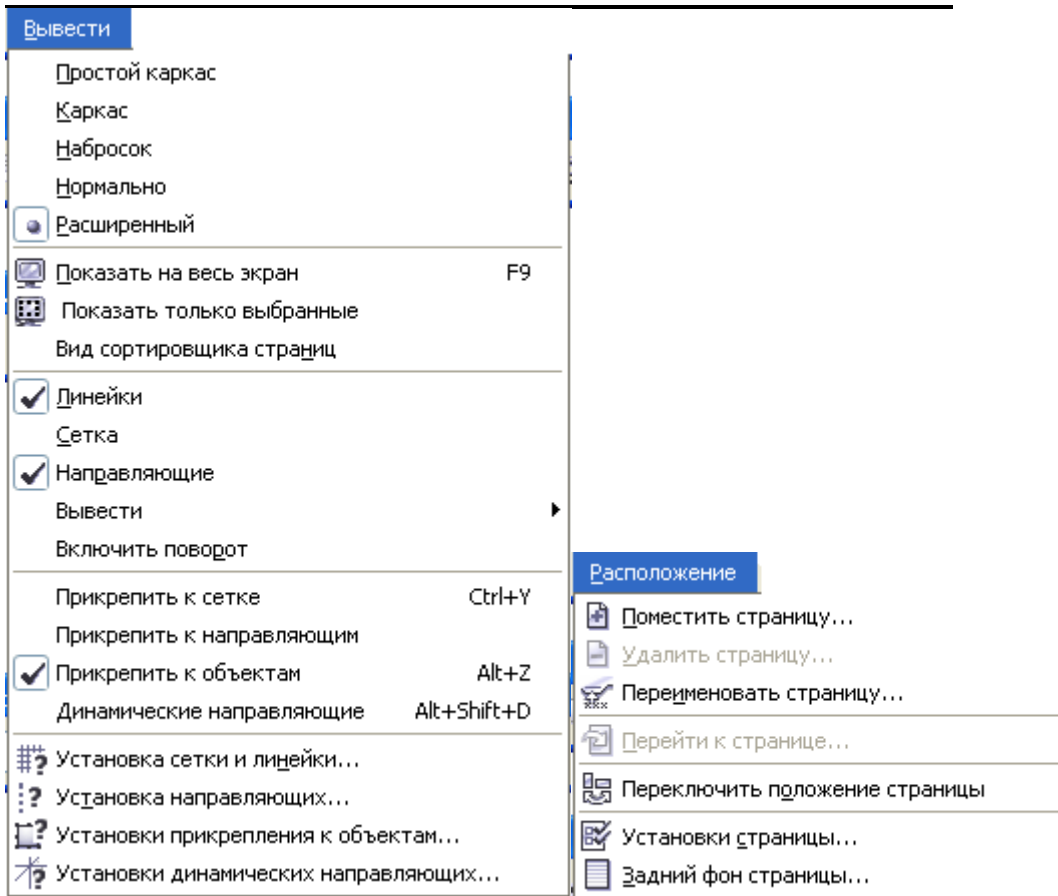 Вывести
Простой каркас
Каркас
Набросок
Нормально
Расширенный
Показать на весь экран F9
Показать только выбранные
Вид сортировщика страниц
Линейки
Сетка
Направляющие
Вывести
Включить поворот
Прикрепить к сетке Ctrl+Y
Прикрепить к направляющим
Прикрепить к объектам Alt+Z
Динамические направляющие Alt+Shift+D
Установка сетки и линейки...
Установка направляющих...
Установки прикрепления к объектам...
Установки динамических направляющих...
Расположение
Поместить страницу...
Удалить страницу...
Переименовать страницу...
Перейти к странице...
Переключить положение страницы
Установки страницы...
Задний фон страницы...